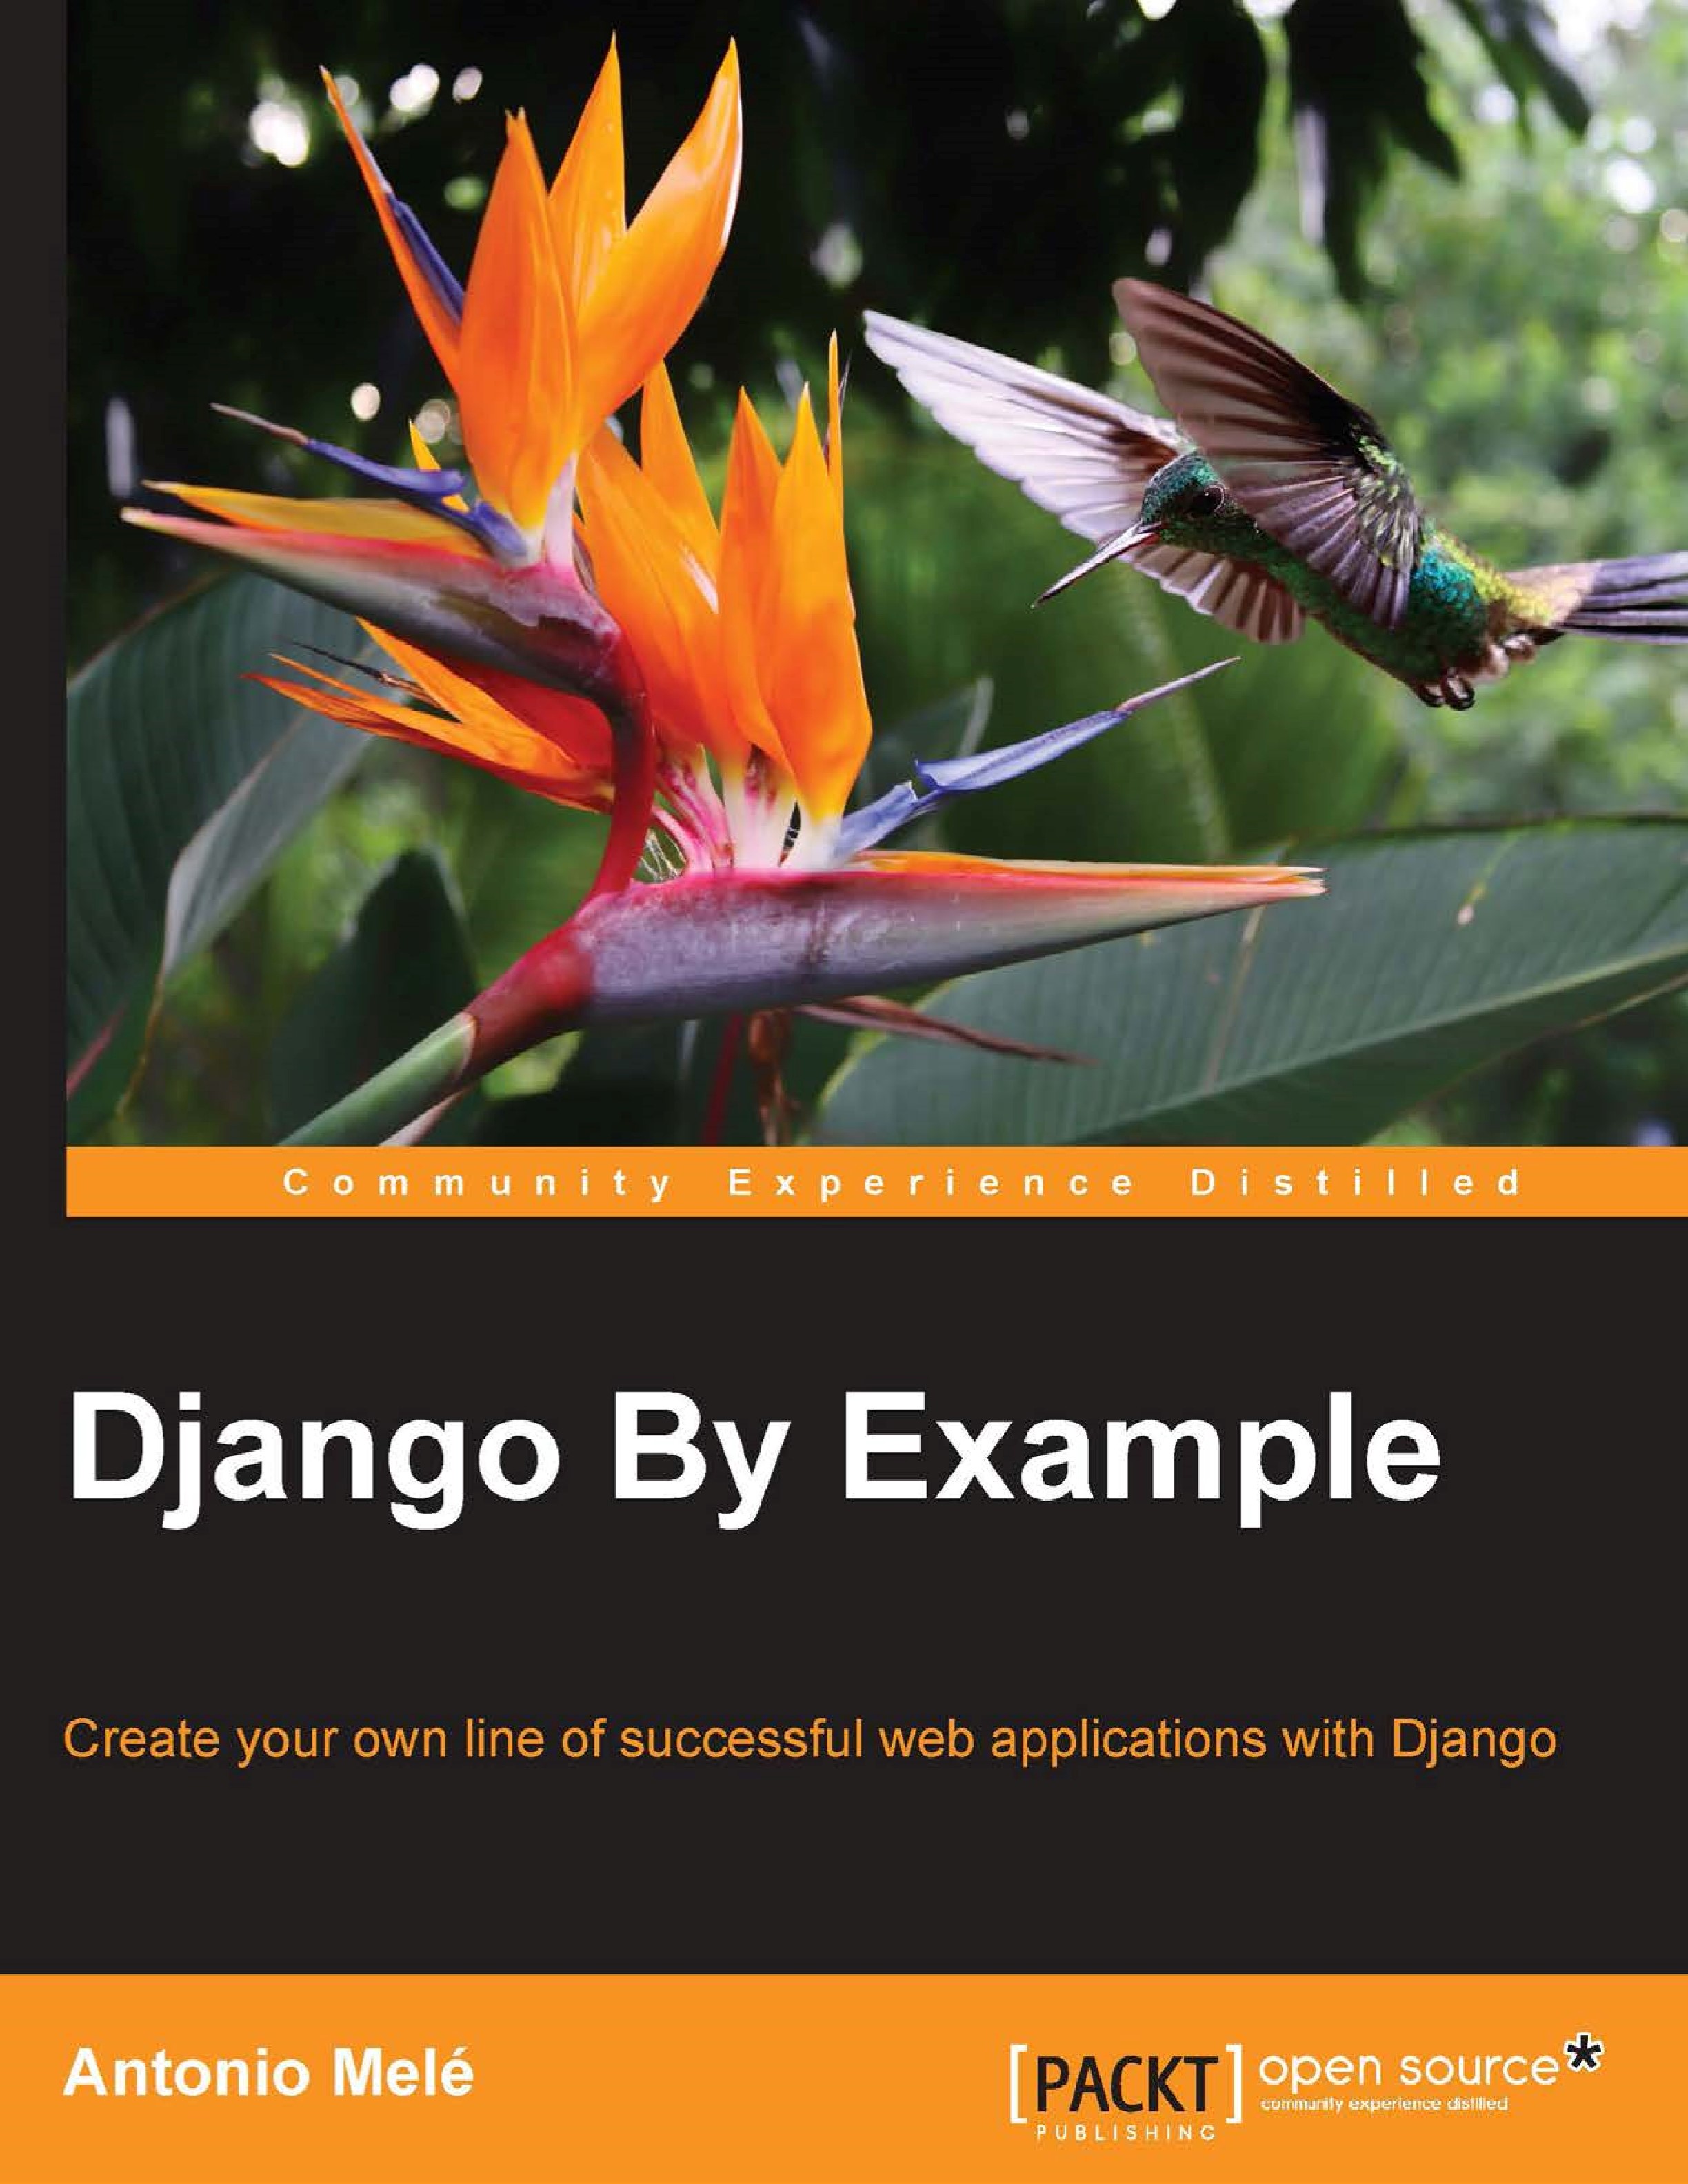 Community Experience Distilled
Django By Example
Create your own line of successful web applications with Django
Antonio Melé
[PACKT] open source*
community experience distilled
PUBLISHING